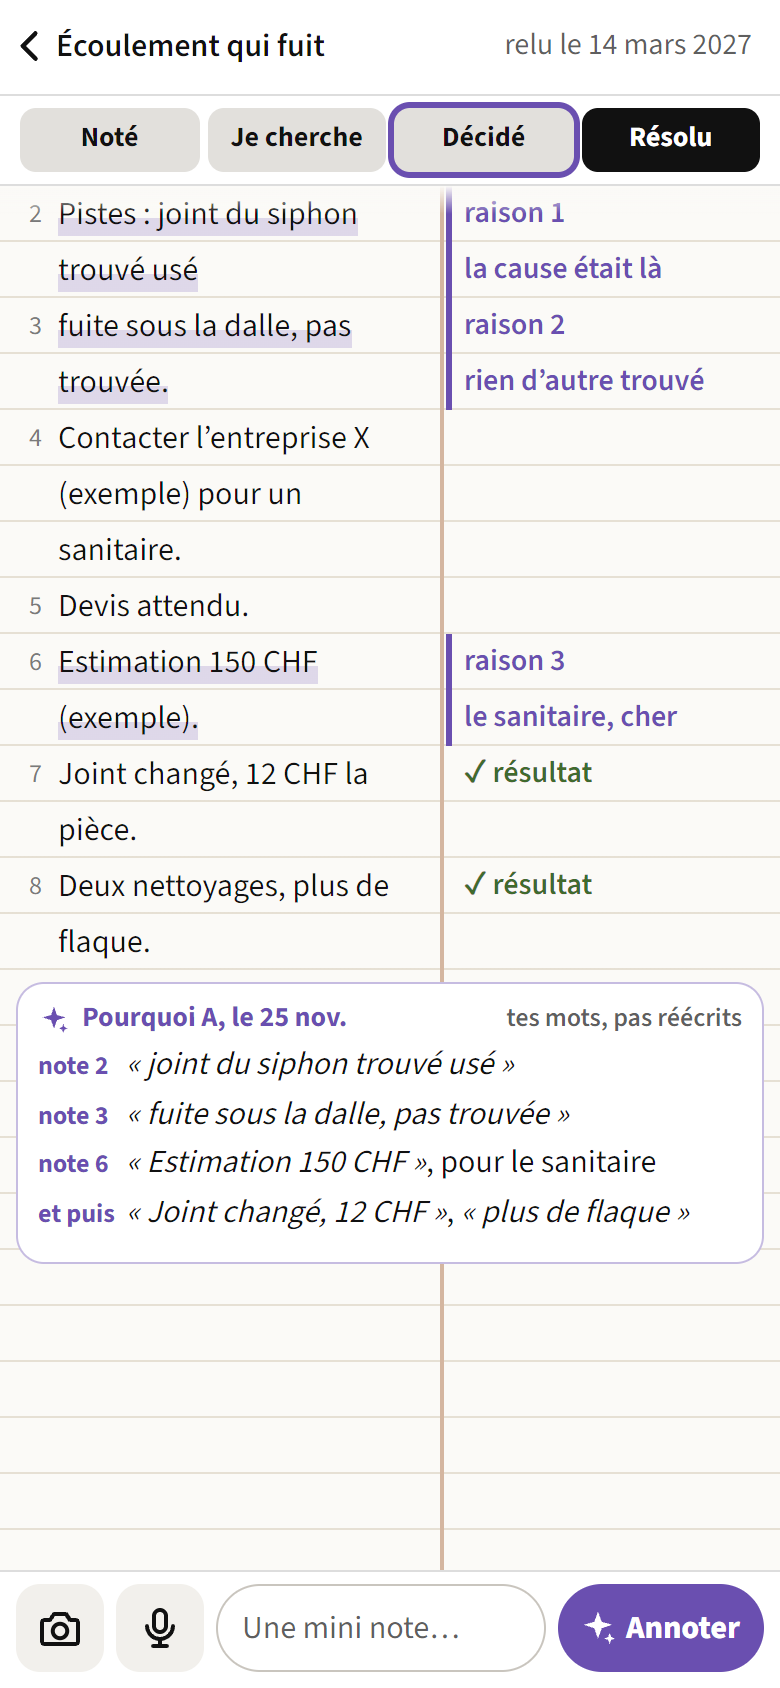 Écoulement qui fuit
relu le 14 mars 2027
Noté
Je cherche
Décidé
Résolu
2 Pistes : joint du siphon
raison 1
trouvé usé
la cause était là
3 fuite sous la dalle, pas
raison 2
trouvée.
rien d’autre trouvé
4 Contacter l’entreprise X
(exemple) pour un
sanitaire.
5 Devis attendu.
6 Estimation 150 CHF
raison 3
(exemple).
le sanitaire, cher
7 Joint changé, 12 CHF la
✓ résultat
pièce.
8 Deux nettoyages, plus de
✓ résultat
flaque.
Pourquoi A, le 25 nov.
tes mots, pas réécrits
note 2 « joint du siphon trouvé usé »
note 3 « fuite sous la dalle, pas trouvée »
note 6 « Estimation 150 CHF », pour le sanitaire
et puis « Joint changé, 12 CHF », « plus de flaque »
Une mini note…
Annoter